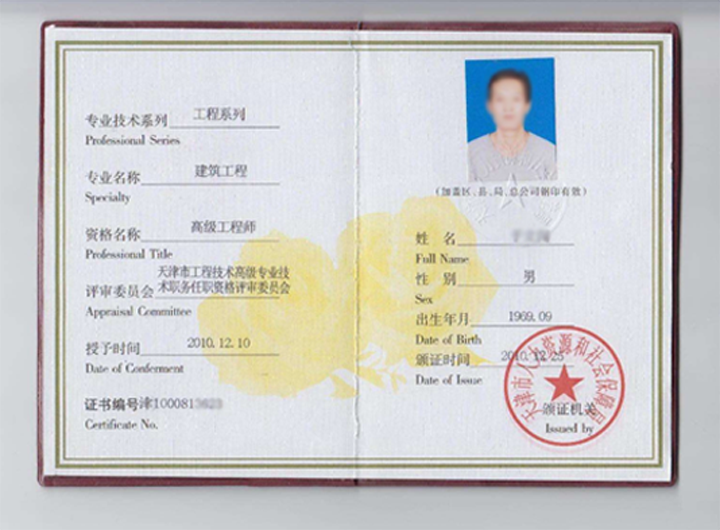 专业技术系列 工程系列
Professional Series
专业名称 建筑工程
Specialty
资格名称 高级工程师
Professional Title
天津市工程技术高级专业技
评审委员会 术职务任职资格评审委员会
Appraisal Committee
授予时间 2010.12.10
Date of Conferment
证书编号 津1000813
Certificate No.
(加盖区、县、局、总公司钢印有效)
姓 名
Full Name
性 别 男
Sex
出生年月 1969.09
Date of Birth
颁证时间 2010.12.25
Date of Issue
天津市人力资源和社会保障局
颁证机关
Issued by